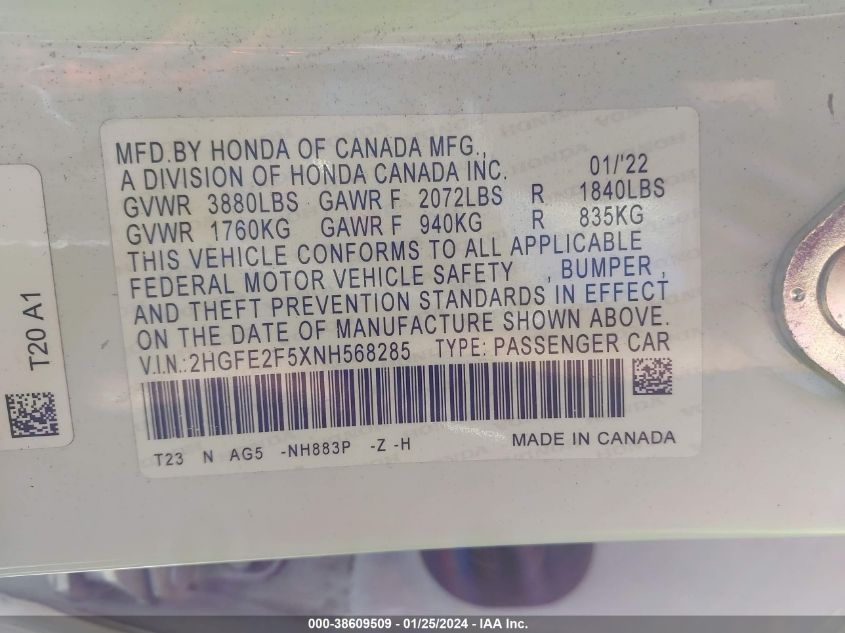 MFD.BY HONDA OF CANADA MFG.,
A DIVISION OF HONDA CANADA INC. 01/'22
GVWR 3880LBS GAWR F 2072LBS R 1840LBS
GVWR 1760KG GAWR F 940KG R 835KG
THIS VEHICLE CONFORMS TO ALL APPLICABLE
FEDERAL MOTOR VEHICLE SAFETY , BUMPER ,
AND THEFT PREVENTION STANDARDS IN EFFECT
ON THE DATE OF MANUFACTURE SHOWN ABOVE.
V.I.N.:2HGFE2F5XNH568285 TYPE: PASSENGER CAR
T23 N AG5 -NH883P -Z -H MADE IN CANADA
T20 A1
000-38609509 - 01/25/2024 - IAA Inc.